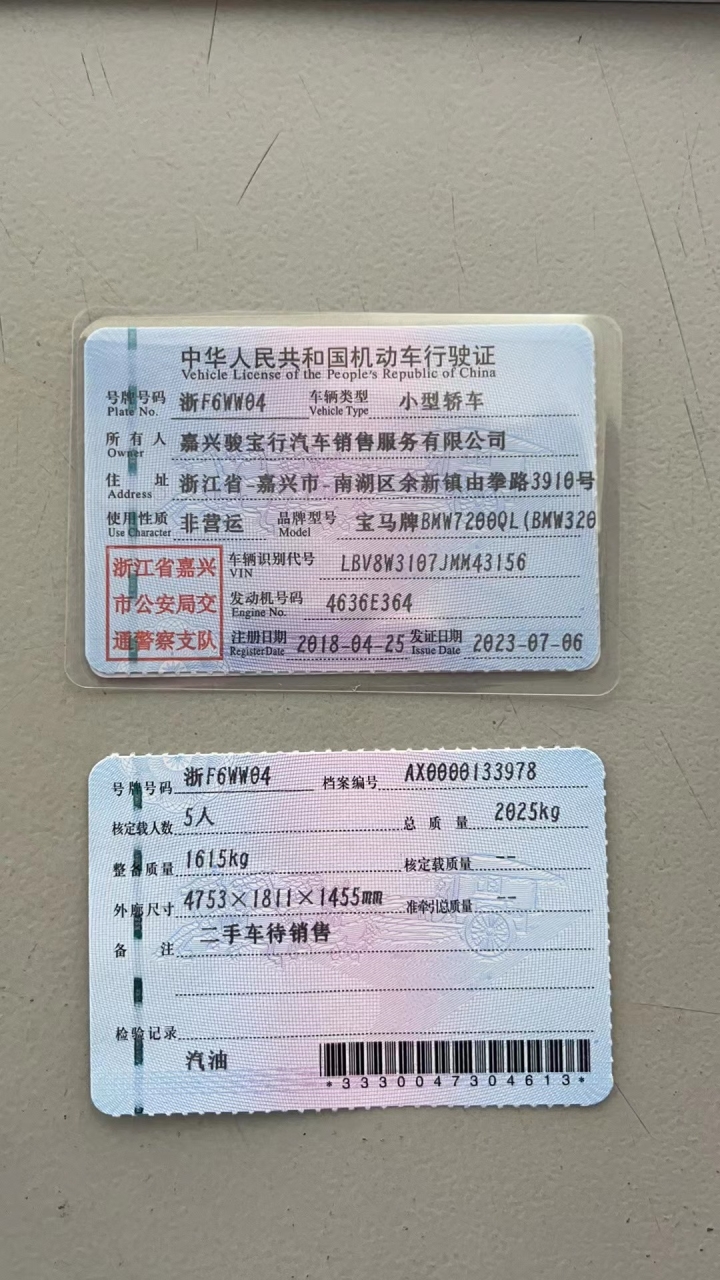 中华人民共和国机动车行驶证
Vehicle License of the People's Republic of China
号牌号码 浙F6WW04 车辆类型 小型轿车
Plate No. Vehicle Type
所有人 嘉兴骏宝行汽车销售服务有限公司
Owner
住址 浙江省-嘉兴市-南湖区余新镇由拳路3910号
Address
使用性质 非营运 品牌型号 宝马牌BMW7200QL(BMW320
Use Character Model
浙江省嘉兴
市公安局交
通警察支队
车辆识别代号 LBV8W3107JMM43156
VIN
发动机号码 4636E364
Engine No.
注册日期 2018-04-25 发证日期 2023-07-06
Register Date Issue Date
号牌号码 浙F6WW04 档案编号 AX0000133978
核定载人数 5人 总质量 2025kg
整备质量 1615kg 核定载质量 --
外廓尺寸 4753×1811×1455mm 准牵引总质量 --
备注 二手车待销售
检验记录
汽油
*3330047304613*